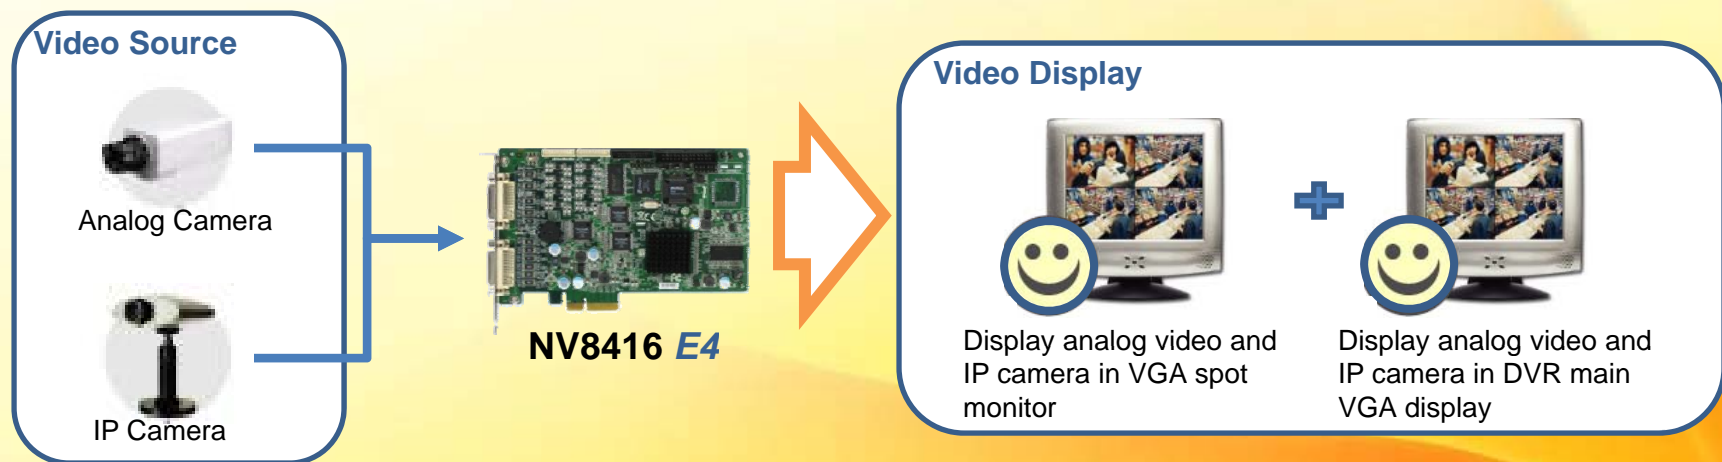 Video Source
Analog Camera
IP Camera
NV8416 E4
Video Display
Display analog video and
IP camera in VGA spot
monitor
Display analog video and
IP camera in DVR main
VGA display